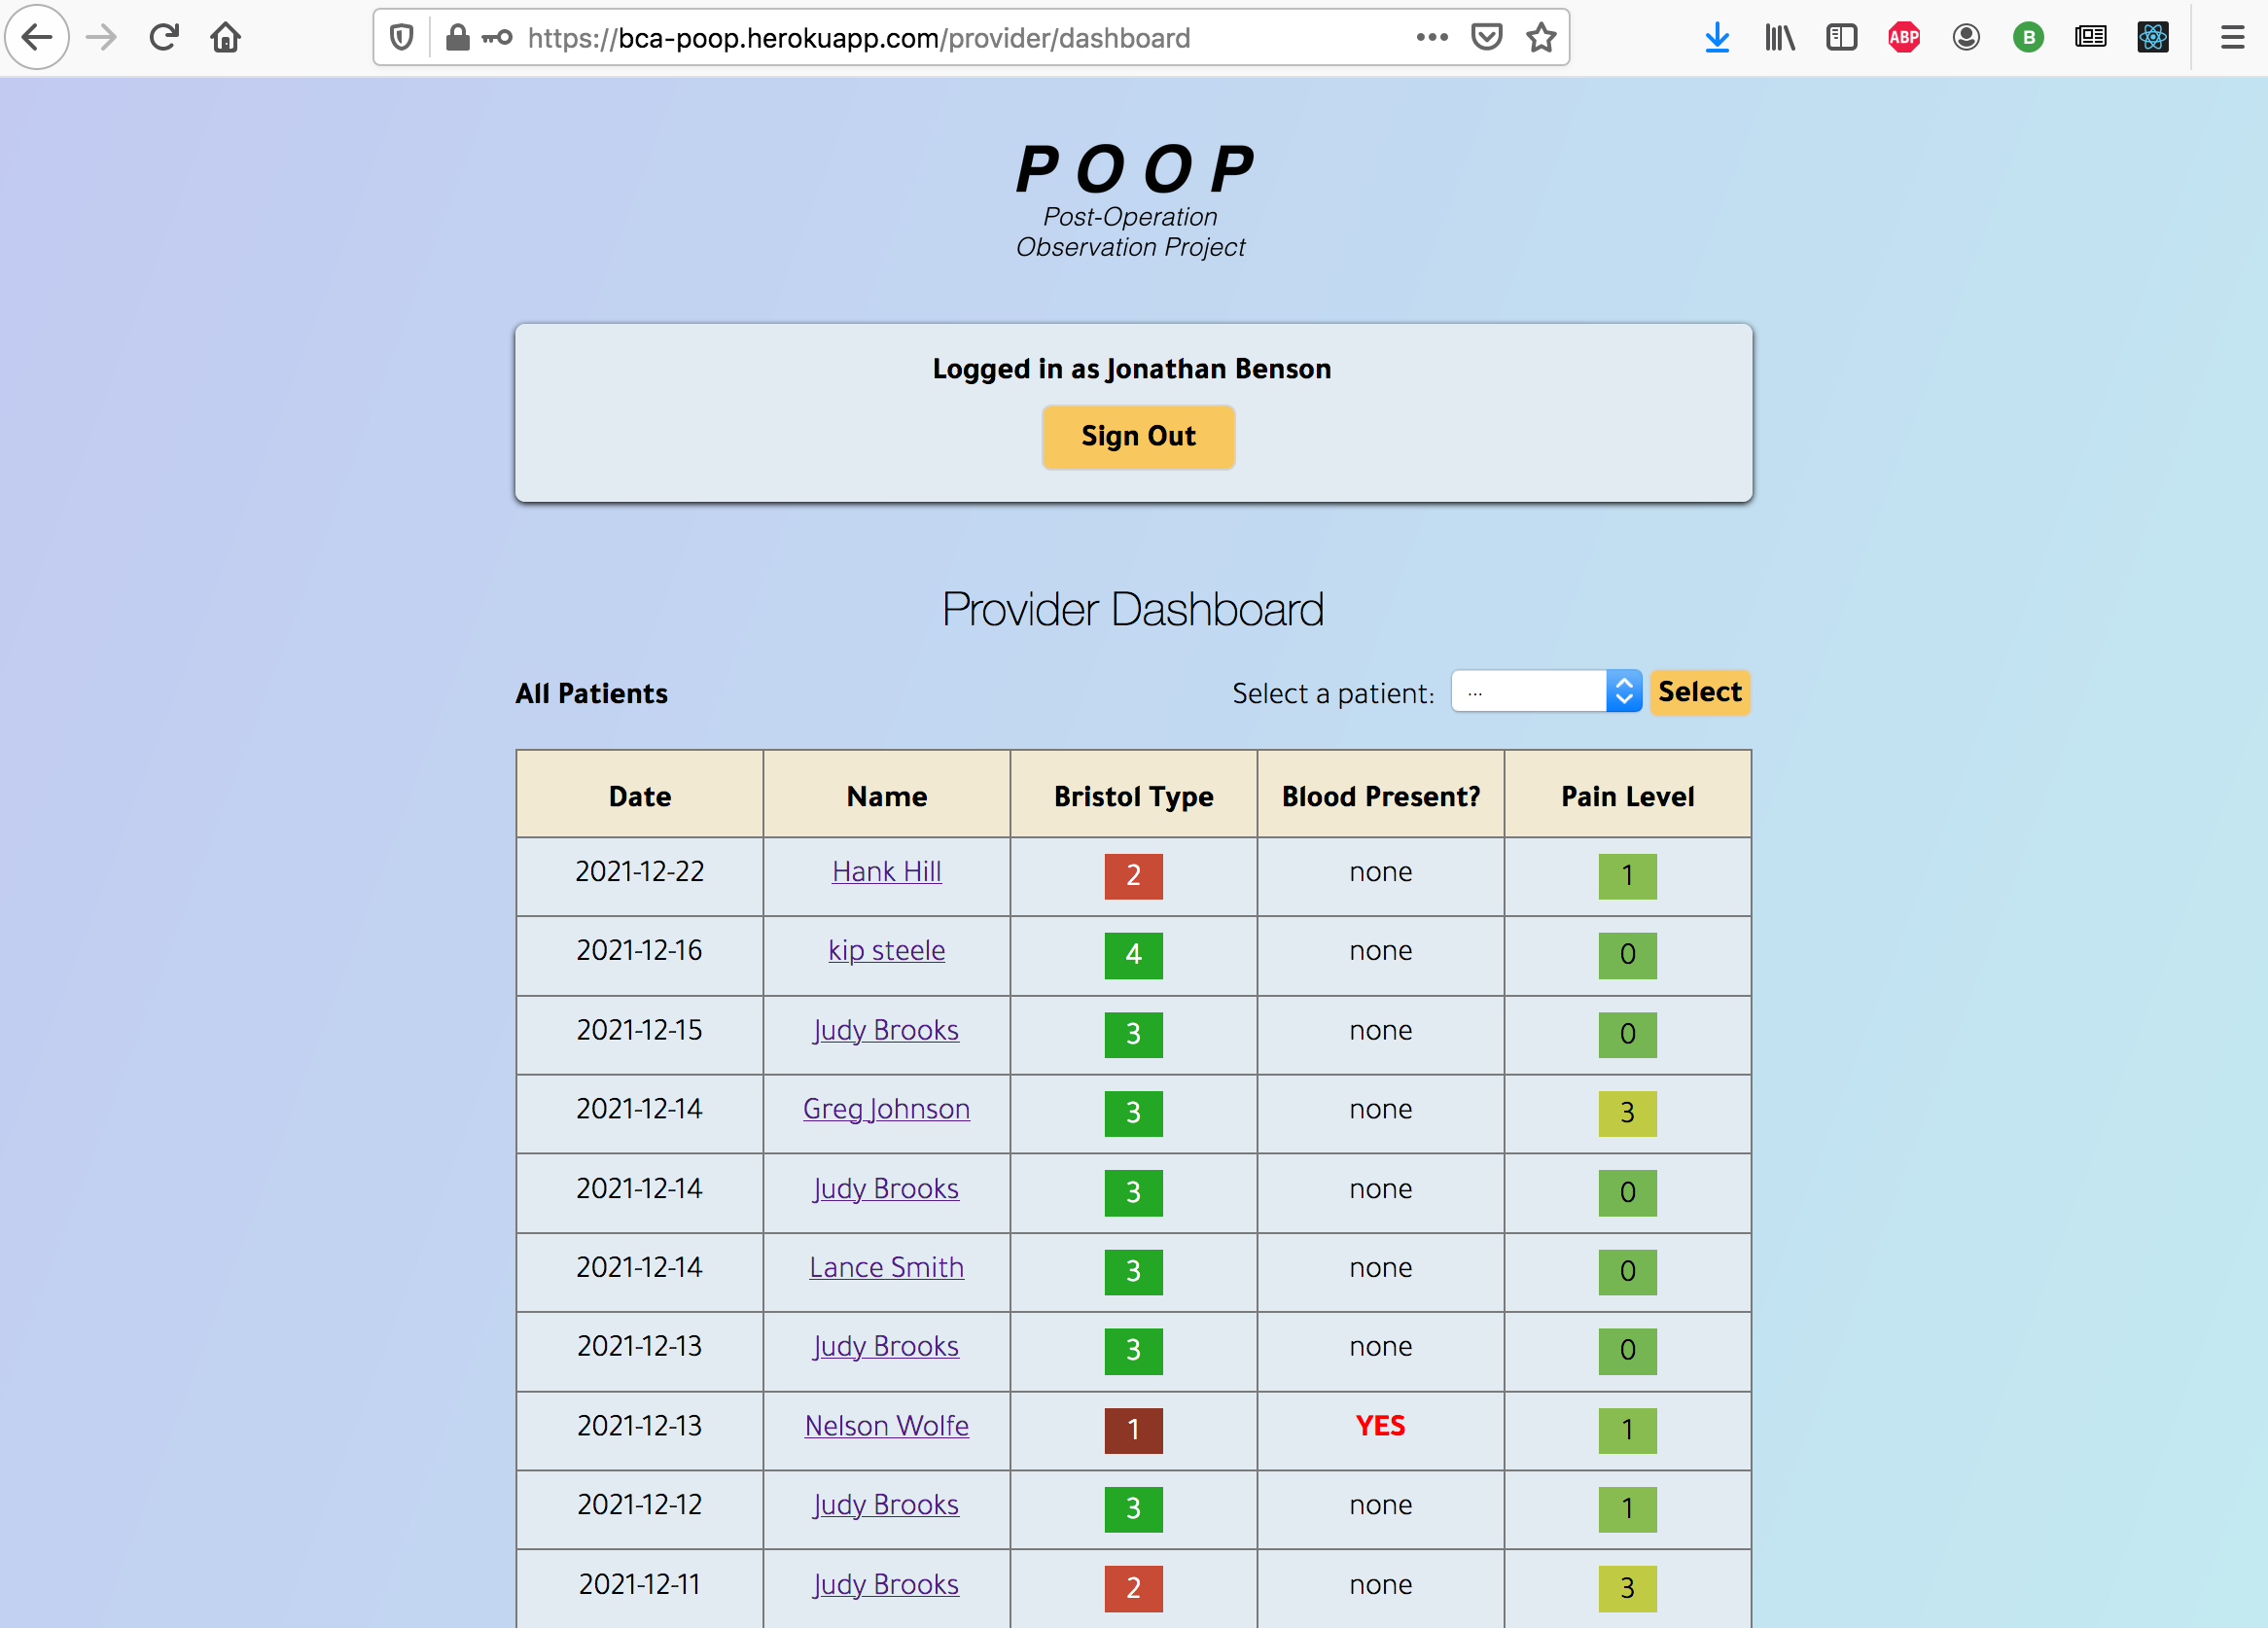 https://bca-poop.herokuapp.com/provider/dashboard
ABP
B
POOP
Post-Operation
Observation Project
Logged in as Jonathan Benson
Sign Out
Provider Dashboard
All Patients Select a patient: ... Select
Date Name Bristol Type Blood Present? Pain Level
2021-12-22 Hank Hill 2 none 1
2021-12-16 kip steele 4 none 0
2021-12-15 Judy Brooks 3 none 0
2021-12-14 Greg Johnson 3 none 3
2021-12-14 Judy Brooks 3 none 0
2021-12-14 Lance Smith 3 none 0
2021-12-13 Judy Brooks 3 none 0
2021-12-13 Nelson Wolfe 1 YES 1
2021-12-12 Judy Brooks 3 none 1
2021-12-11 Judy Brooks 2 none 3